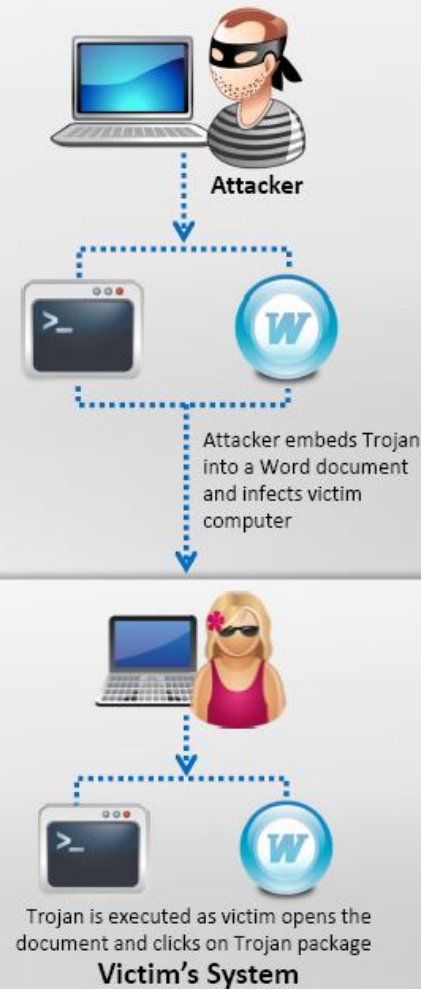 Attacker
>_
W
Attacker embeds Trojan
into a Word document
and infects victim
computer
>_
W
Trojan is executed as victim opens the
document and clicks on Trojan package
Victim's System